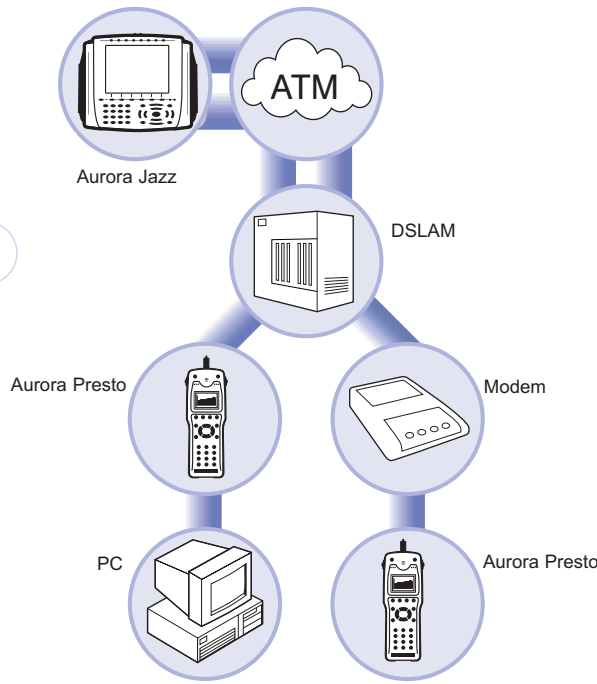 ATM
Aurora Jazz
DSLAM
Aurora Presto
Modem
PC
Aurora Presto